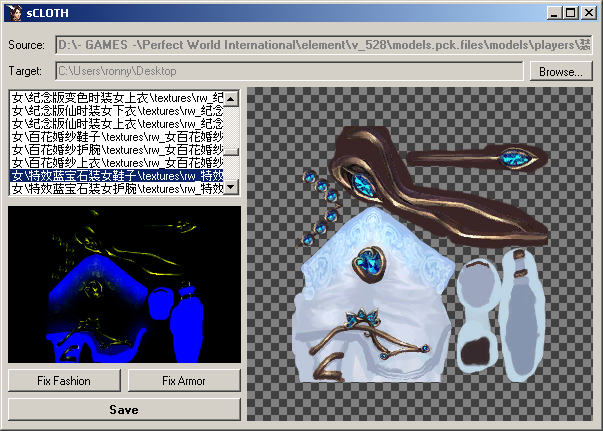 sCLOTH
Source: D:\- GAMES -\Perfect World International\element\v_528\models.pck.files\models\players\
Target: C:\Users\ronny\Desktop
Browse...
女\纪念版变色时装女上衣\textures\rw_纪
女\纪念版仙时装女下衣\textures\rw_纪念
女\纪念版仙时装女上衣\textures\rw_纪念
女\百花婚纱鞋子\textures\rw_女百花婚纱
女\百花婚纱护腕\textures\rw_女百花婚纱
女\百花婚纱上衣\textures\rw_女百花婚纱
女\特效蓝宝石装女鞋子\textures\rw_特效
女\特效蓝宝石装女护腕\textures\rw_特效
Fix Fashion
Fix Armor
Save